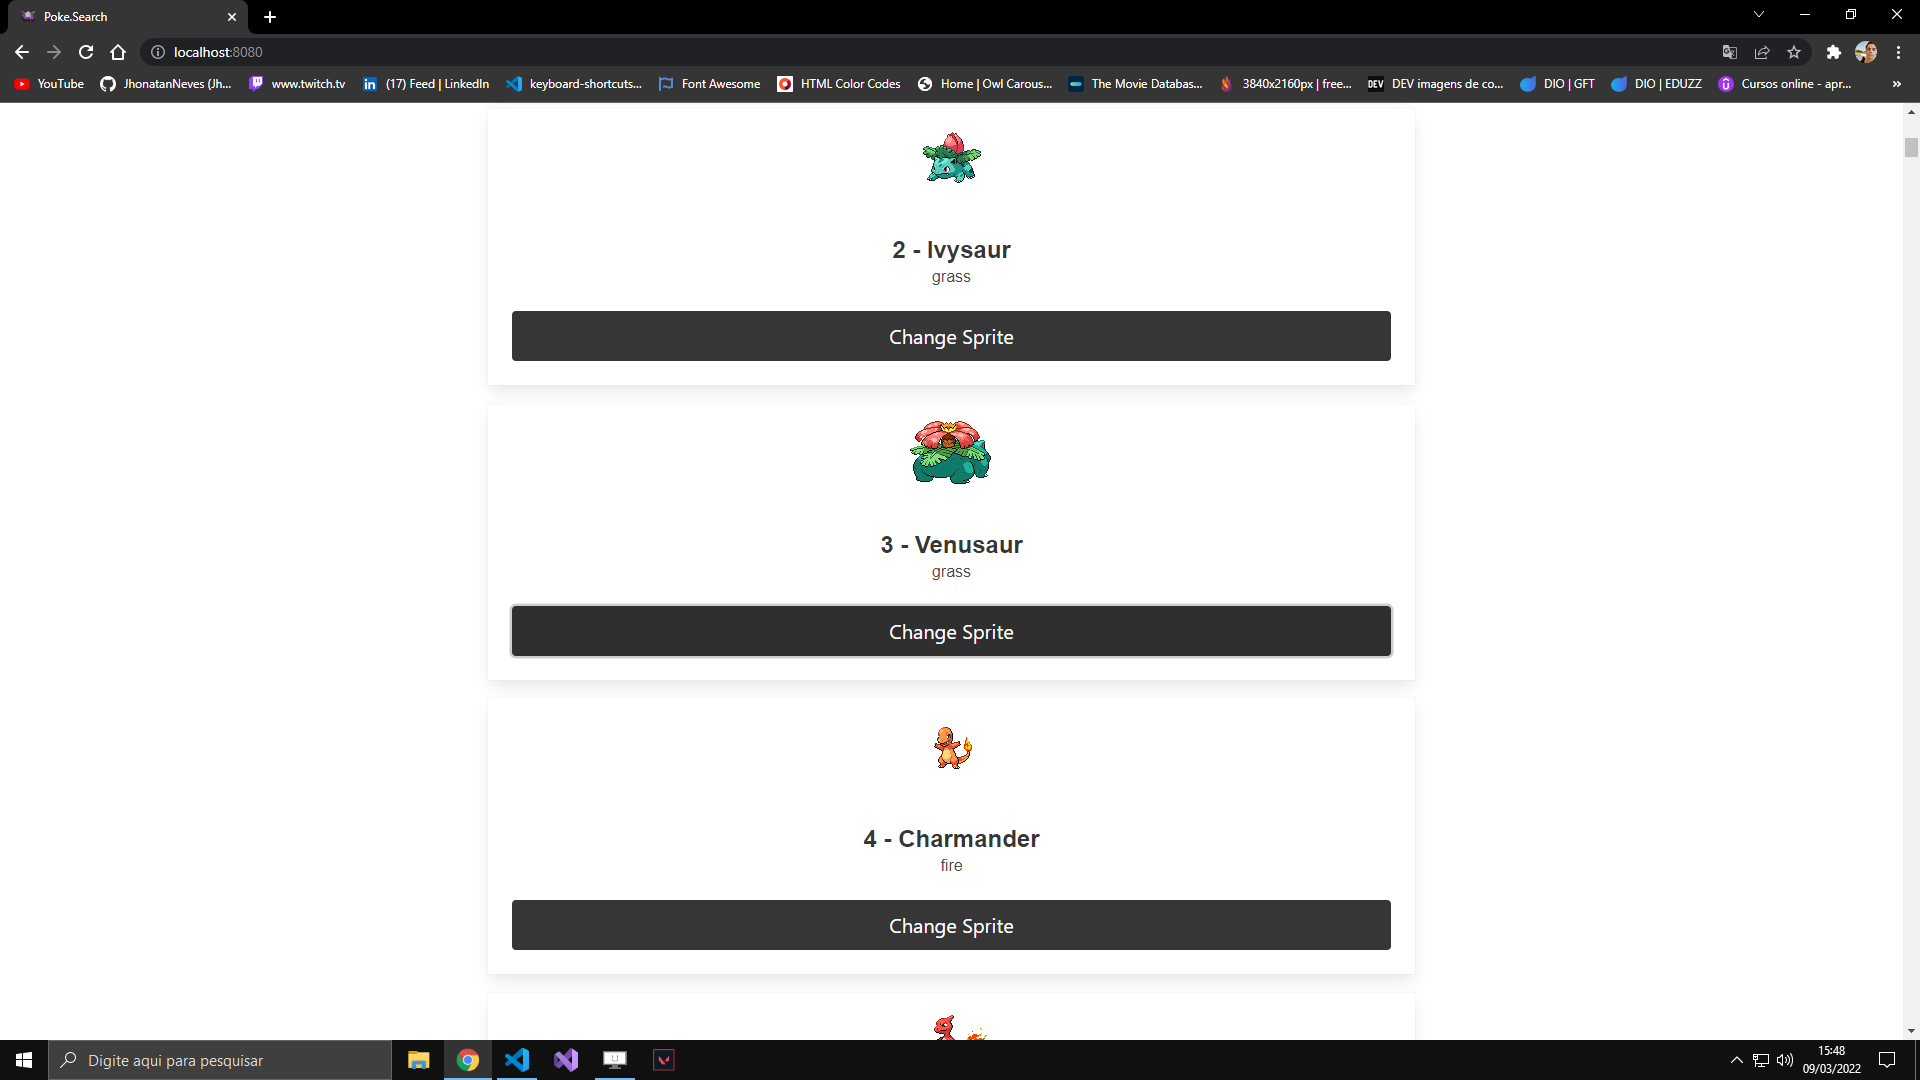 Poke.Search
localhost:8080
YouTube
JhonatanNeves (Jh...
www.twitch.tv
(17) Feed | LinkedIn
keyboard-shortcuts...
Font Awesome
HTML Color Codes
Home | Owl Carous...
The Movie Databas...
3840x2160px | free...
DEV DEV imagens de co...
DIO | GFT
DIO | EDUZZ
Cursos online - apr...
2 - Ivysaur
grass
Change Sprite
3 - Venusaur
grass
Change Sprite
4 - Charmander
fire
Change Sprite
Digite aqui para pesquisar
15:48
09/03/2022